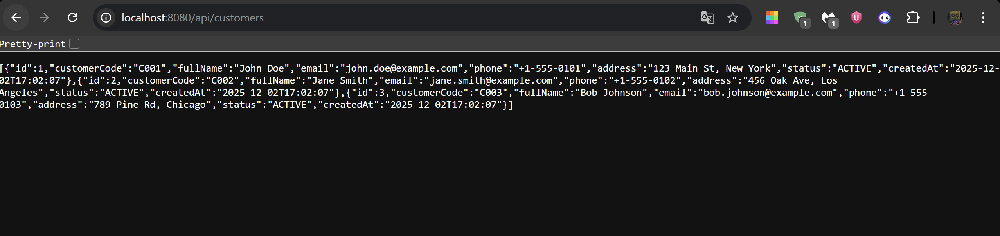 localhost:8080/api/customers
1
1
Pretty-print
[{"id":1,"customerCode":"C001","fullName":"John Doe","email":"john.doe@example.com","phone":"+1-555-0101","address":"123 Main St, New York","status":"ACTIVE","createdAt":"2025-12-
02T17:02:07"},{"id":2,"customerCode":"C002","fullName":"Jane Smith","email":"jane.smith@example.com","phone":"+1-555-0102","address":"456 Oak Ave, Los
Angeles","status":"ACTIVE","createdAt":"2025-12-02T17:02:07"},{"id":3,"customerCode":"C003","fullName":"Bob Johnson","email":"bob.johnson@example.com","phone":"+1-555-
0103","address":"789 Pine Rd, Chicago","status":"ACTIVE","createdAt":"2025-12-02T17:02:07"}]